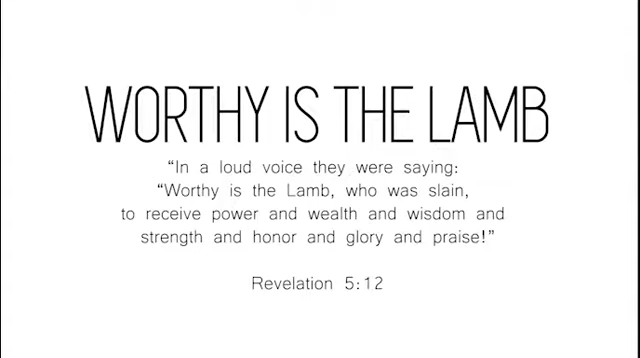 WORTHY IS THE LAMB
“In a loud voice they were saying:
“Worthy is the Lamb, who was slain,
to receive power and wealth and wisdom and
strength and honor and glory and praise!”
Revelation 5:12